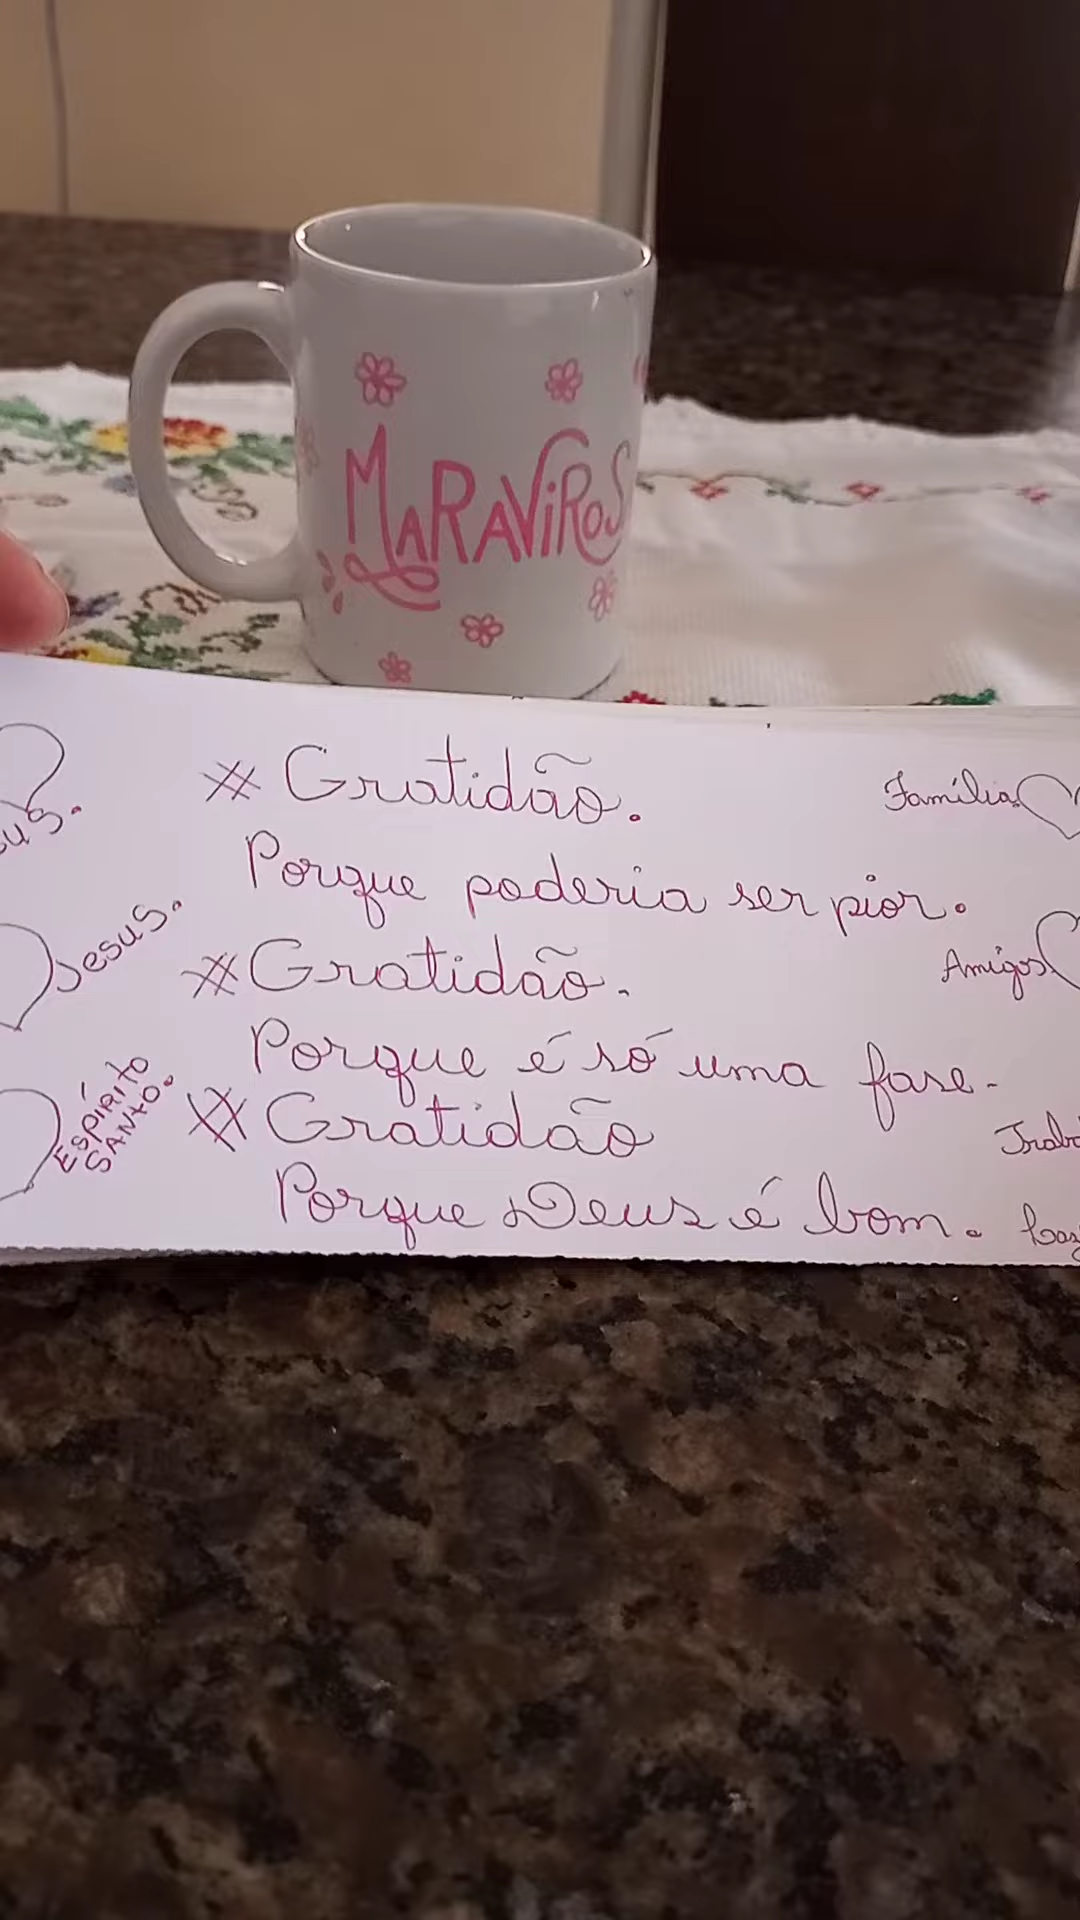 MARAVIROS
#Gratidão.
Porque poderia ser pior.
#Gratidão.
Porque é só uma fase.
#Gratidão
Porque Deus é bom.
Jesus.
ESPÍRITO
SANTO.
Família
Amigos